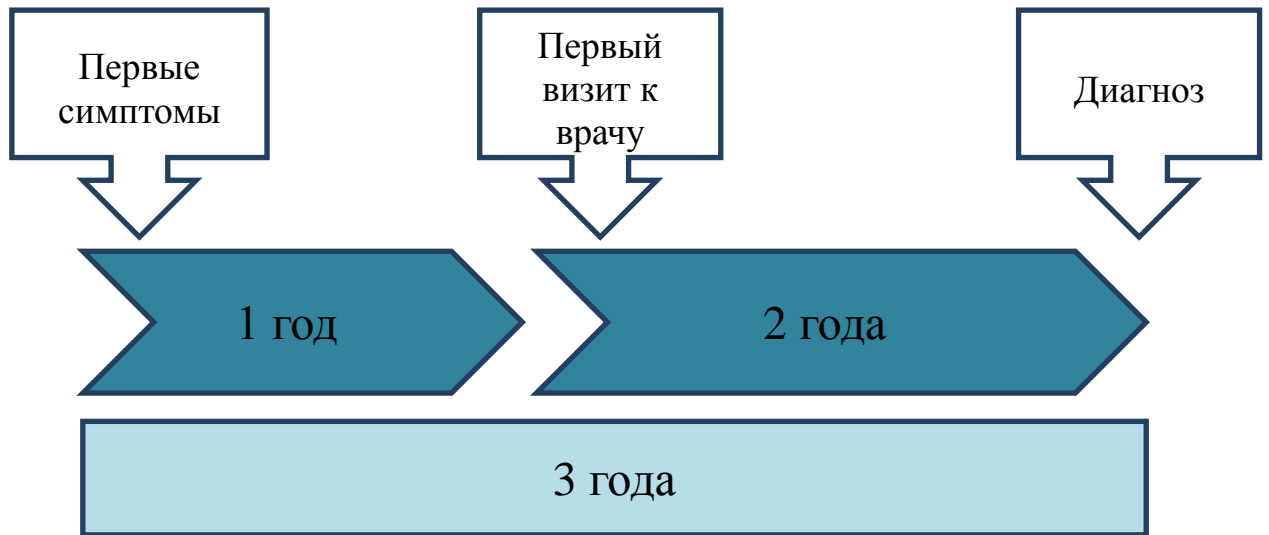 Первые
симптомы
Первый
визит к
врачу
Диагноз
1 год
2 года
3 года